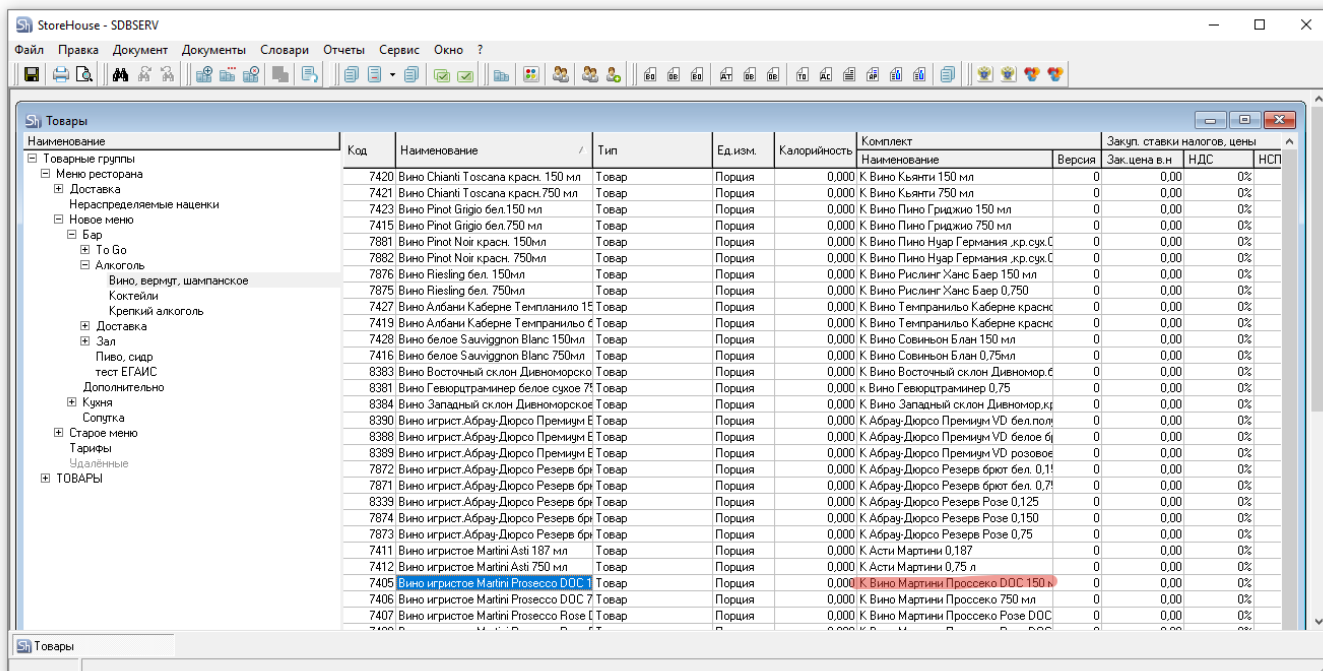 StoreHouse - SDBSERV
Файл Правка Документ Документы Словари Отчеты Сервис Окно ?
Товары
Наименование
Товарные группы
Меню ресторана
Доставка
Нераспределяемые наценки
Новое меню
Бар
To Go
Алкоголь
Вино, вермут, шампанское
Коктейли
Крепкий алкоголь
Доставка
Зал
Пиво, сидр
тест ЕГАИС
Дополнительно
Кухня
Сопутка
Старое меню
Тарифы
Удалённые
ТОВАРЫ
Код Наименование Тип Ед.изм. Калорийность Комплект Закуп. ставки налогов, цены
Наименование Версия Зак.цена в.н НДС НСП
7420 Вино Chianti Toscana красн. 150 мл Товар Порция 0,000 К Вино Кьянти 150 мл 0 0,00 0%
7421 Вино Chianti Toscana красн.750 мл Товар Порция 0,000 К Вино Кьянти 750 мл 0 0,00 0%
7423 Вино Pinot Grigio бел.150 мл Товар Порция 0,000 К Вино Пино Гриджио 150 мл 0 0,00 0%
7415 Вино Pinot Grigio бел.750 мл Товар Порция 0,000 К Вино Пино Гриджио 750 мл 0 0,00 0%
7881 Вино Pinot Noir красн. 150мл Товар Порция 0,000 К Вино Пино Нуар Германия ,кр.сух. 0 0,00 0%
7882 Вино Pinot Noir красн. 750мл Товар Порция 0,000 К Вино Пино Нуар Германия ,кр.сух. 0 0,00 0%
7876 Вино Riesling бел. 150мл Товар Порция 0,000 К Вино Рислинг Ханс Баер 150 мл 0 0,00 0%
7875 Вино Riesling бел. 750мл Товар Порция 0,000 К Вино Рислинг Ханс Баер 0,750 0 0,00 0%
7427 Вино Албани Каберне Темпланило 15 Товар Порция 0,000 К Вино Темпранильо Каберне красно 0 0,00 0%
7419 Вино Албани Каберне Темпранильо Товар Порция 0,000 К Вино Темпранильо Каберне красно 0 0,00 0%
7428 Вино белое Sauviggnon Blanc 150мл Товар Порция 0,000 К Вино Совиньон Блан 150 мл 0 0,00 0%
7416 Вино белое Sauviggnon Blanc 750мл Товар Порция 0,000 К Вино Совиньон Блан 0,75мл 0 0,00 0%
8383 Вино Восточный склон Дивноморско Товар Порция 0,000 К Вино Восточный склон Дивномор. 0 0,00 0%
8381 Вино Гевюрцтраминер белое сухое 75 Товар Порция 0,000 к Вино Гевюрцтраминер 0,75 0 0,00 0%
8384 Вино Западный склон Дивноморское Товар Порция 0,000 К Вино Западный склон Дивномор,кр 0 0,00 0%
8390 Вино игрист.Абрау-Дюрсо Премиум Товар Порция 0,000 К Абрау-Дюрсо Премиум VD бел.пол 0 0,00 0%
8388 Вино игрист.Абрау-Дюрсо Премиум Товар Порция 0,000 К Абрау-Дюрсо Премиум VD белое 0 0,00 0%
8389 Вино игрист.Абрау-Дюрсо Премиум Товар Порция 0,000 К Абрау-Дюрсо Премиум VD розовое 0 0,00 0%
7872 Вино игрист.Абрау-Дюрсо Резерв бр Товар Порция 0,000 К Абрау-Дюрсо Резерв брют бел. 0,1 0 0,00 0%
7871 Вино игрист.Абрау-Дюрсо Резерв бр Товар Порция 0,000 К Абрау-Дюрсо Резерв брют бел. 0,7 0 0,00 0%
8339 Вино игрист.Абрау-Дюрсо Резерв бр Товар Порция 0,000 К Абрау-Дюрсо Резерв Розе 0,125 0 0,00 0%
7874 Вино игрист.Абрау-Дюрсо Резерв бр Товар Порция 0,000 К Абрау-Дюрсо Резерв Розе 0,150 0 0,00 0%
7873 Вино игрист.Абрау-Дюрсо Резерв бр Товар Порция 0,000 К Абрау-Дюрсо Резерв Розе 0,75 0 0,00 0%
7411 Вино игристое Martini Asti 187 мл Товар Порция 0,000 К Асти Мартини 0,187 0 0,00 0%
7412 Вино игристое Martini Asti 750 мл Товар Порция 0,000 К Асти Мартини 0,75 л 0 0,00 0%
7405 Вино игристое Martini Prosecco DOC 1 Товар Порция 0,000 К Вино Мартини Проссеко DOC 150 м 0 0,00 0%
7406 Вино игристое Martini Prosecco DOC 7 Товар Порция 0,000 К Вино Мартини Проссеко 750 мл 0 0,00 0%
7407 Вино игристое Martini Prosecco Rose Товар Порция 0,000 К Вино Мартини Проссеко Розе DOC 0 0,00 0%
Товары